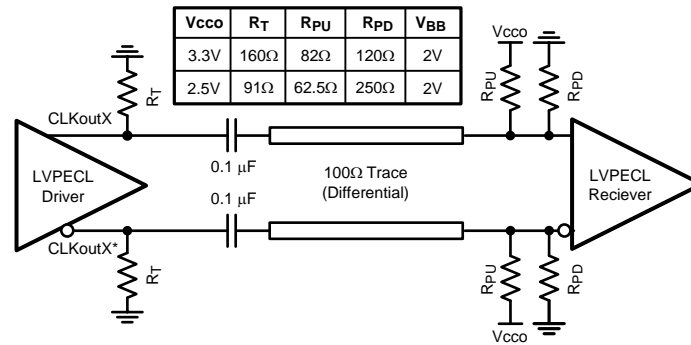 Vcco RT RPU RPD VBB
3.3V 160Ω 82Ω 120Ω 2V
2.5V 91Ω 62.5Ω 250Ω 2V
Vcco
RT
RPU
RPD
CLKoutX
0.1 μF
LVPECL
Driver
100Ω Trace
(Differential)
LVPECL
Reciever
0.1 μF
CLKoutX*
RT
RPU
RPD
Vcco